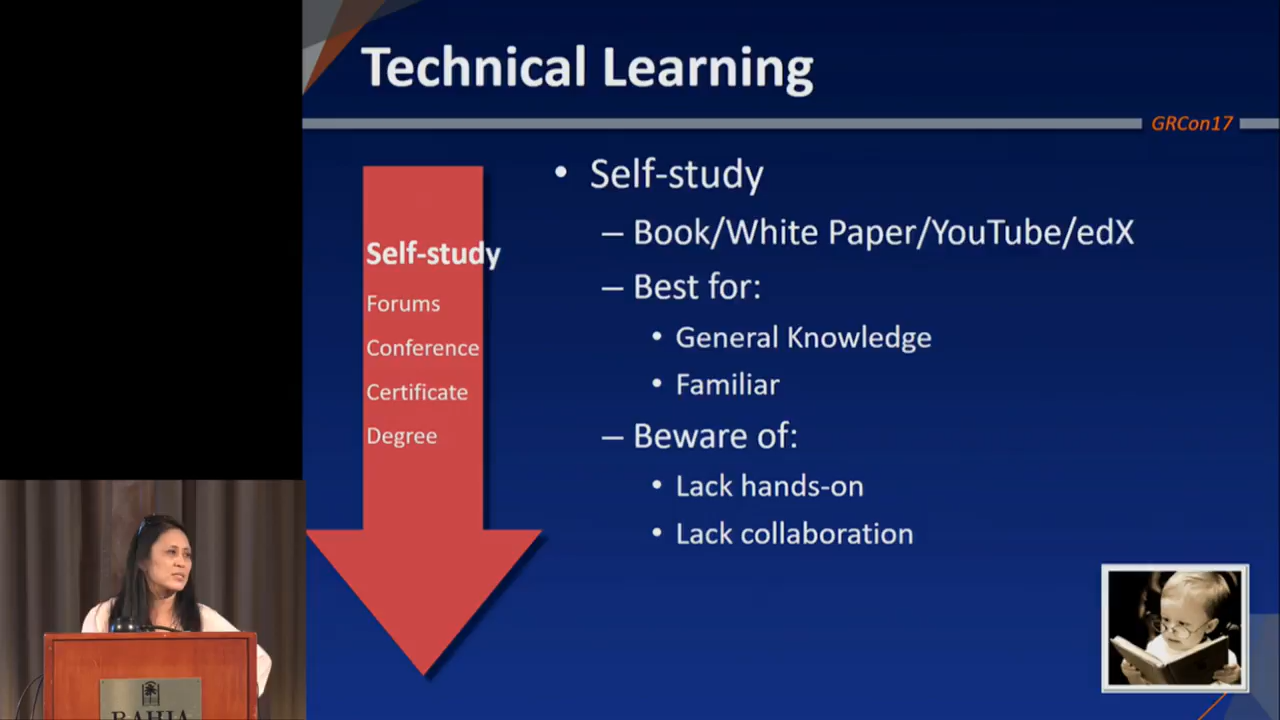 Technical Learning
GRCon17
Self-study
Forums
Conference
Certificate
Degree
• Self-study
– Book/White Paper/YouTube/edX
– Best for:
• General Knowledge
• Familiar
– Beware of:
• Lack hands-on
• Lack collaboration
BAHIA